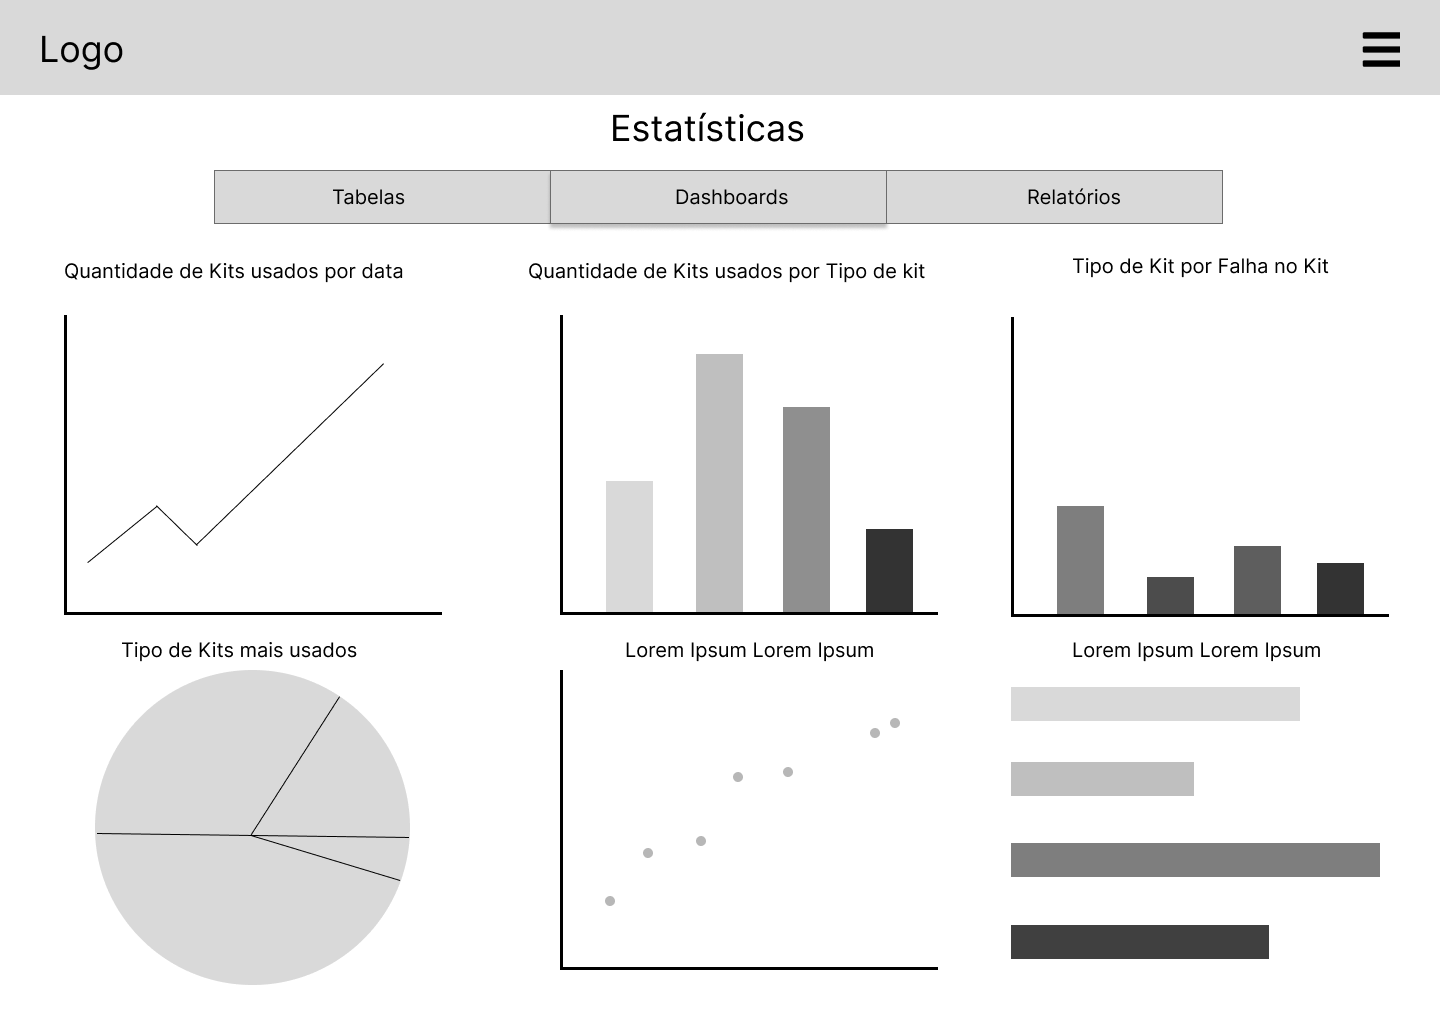 Logo
Estatísticas
Tabelas
Dashboards
Relatórios
Quantidade de Kits usados por data
Quantidade de Kits usados por Tipo de kit
Tipo de Kit por Falha no Kit
Tipo de Kits mais usados
Lorem Ipsum Lorem Ipsum
Lorem Ipsum Lorem Ipsum